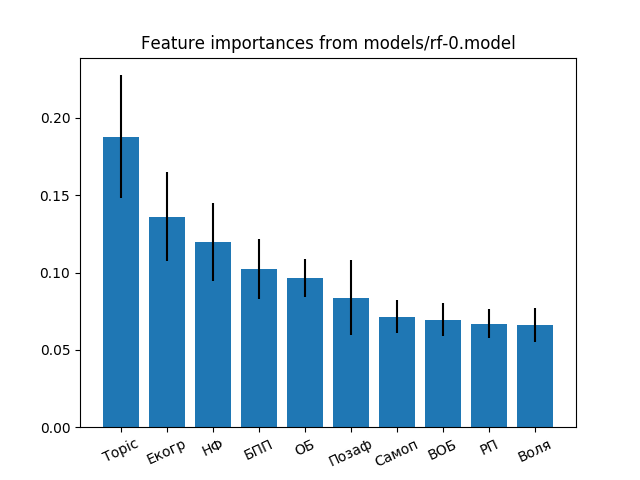 Feature importances from models/rf-0.model
0.20
0.15
0.10
0.05
0.00
Торіс Екогр НФ БПП ОБ Позаф Самоп ВОБ РП Воля